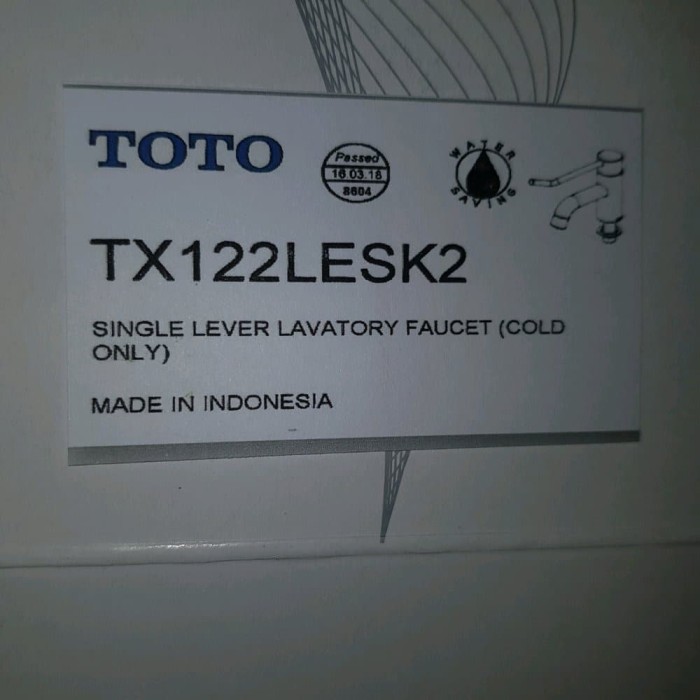 TOTO
Passed
16.03.18
8604
WATER
SAVING
TX122LESK2
SINGLE LEVER LAVATORY FAUCET (COLD
ONLY)
MADE IN INDONESIA